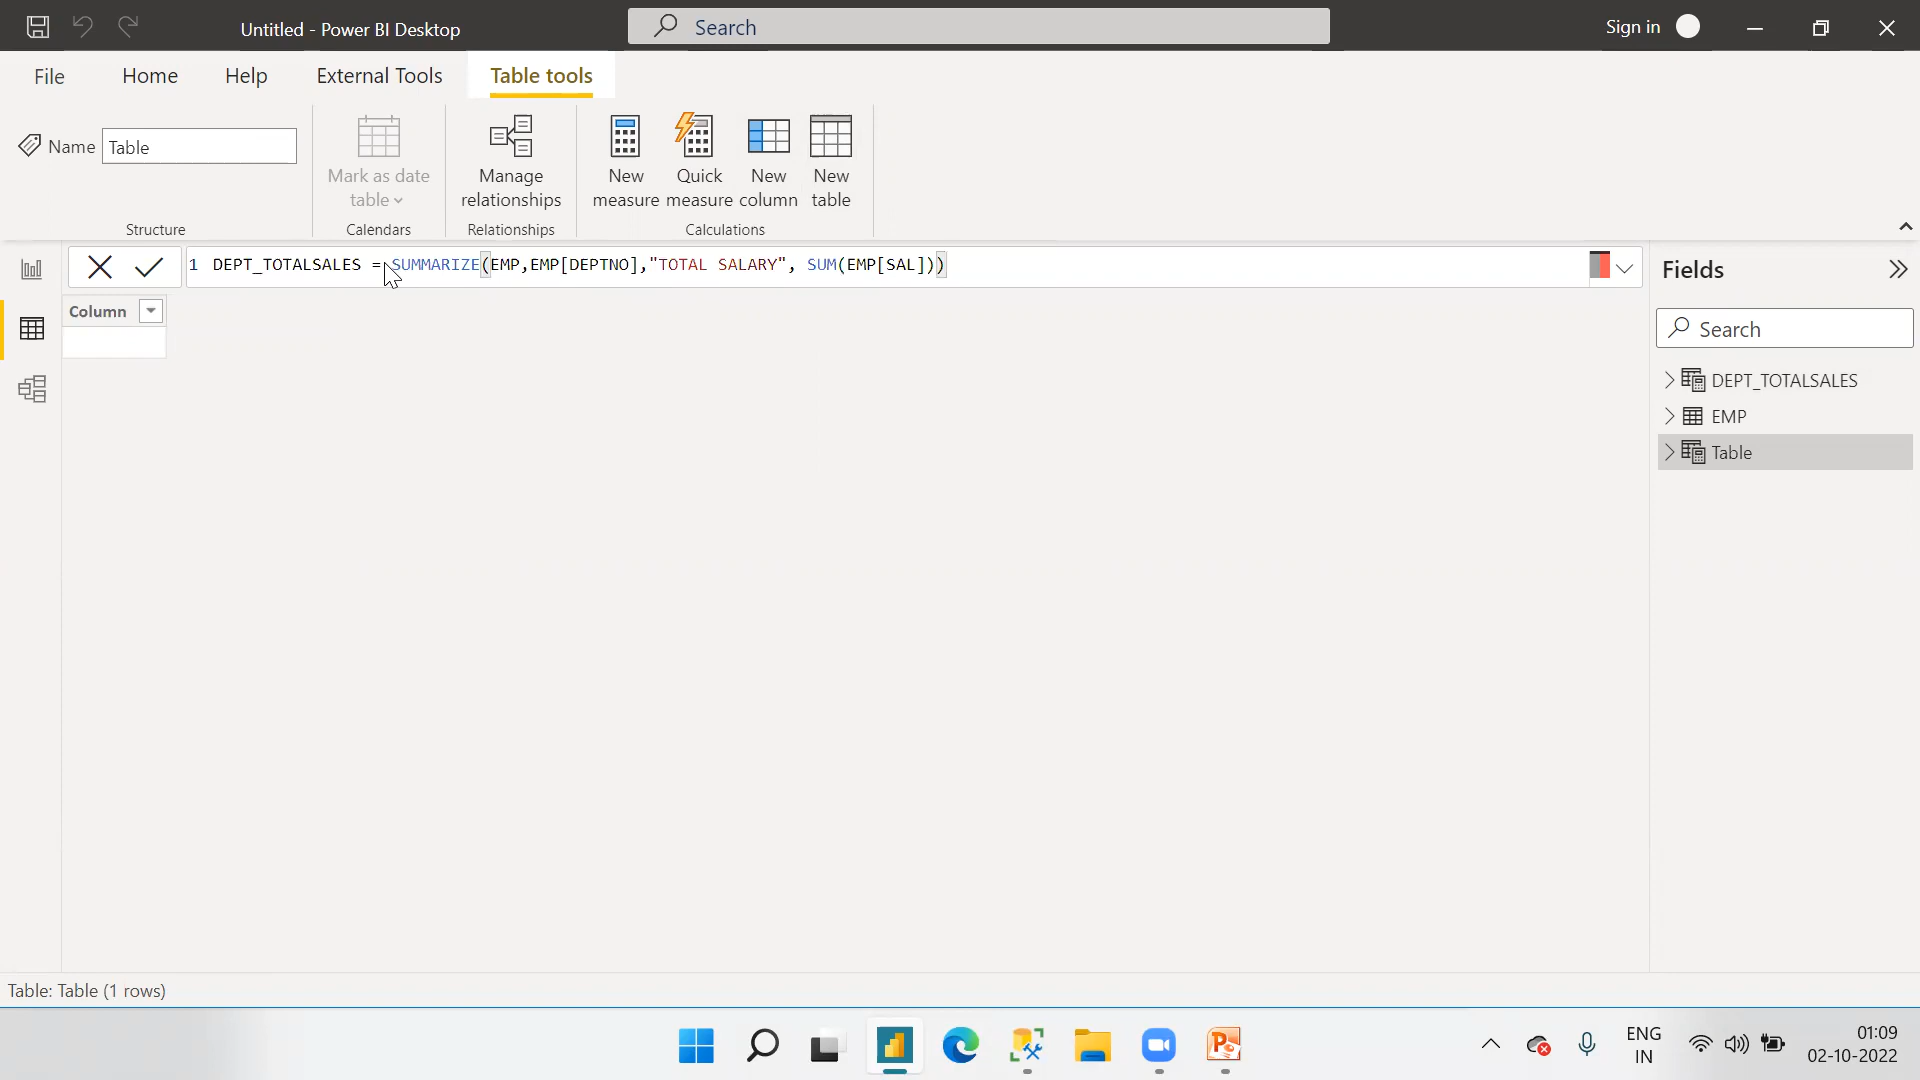 Untitled - Power BI Desktop
Search
Sign in
File
Home
Help
External Tools
Table tools
Name
Table
Mark as date
table
Manage
relationships
New
measure
Quick
measure
New
column
New
table
Structure
Calendars
Relationships
Calculations
1 DEPT_TOTALSALES = SUMMARIZE(EMP,EMP[DEPTNO],"TOTAL SALARY", SUM(EMP[SAL]))
Fields
Column
Search
DEPT_TOTALSALES
EMP
Table
Table: Table (1 rows)
ENG
IN
01:09
02-10-2022